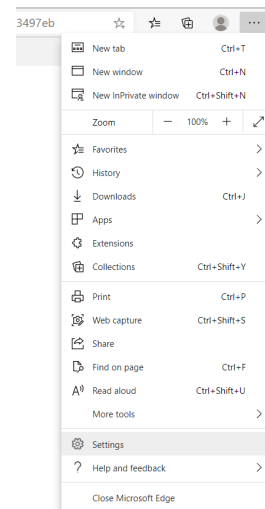 3497eb
New tab Ctrl+T
New window Ctrl+N
New InPrivate window Ctrl+Shift+N
Zoom 100%
Favorites
History
Downloads Ctrl+J
Apps
Extensions
Collections Ctrl+Shift+Y
Print Ctrl+P
Web capture Ctrl+Shift+S
Share
Find on page Ctrl+F
Read aloud Ctrl+Shift+U
More tools
Settings
Help and feedback
Close Microsoft Edge